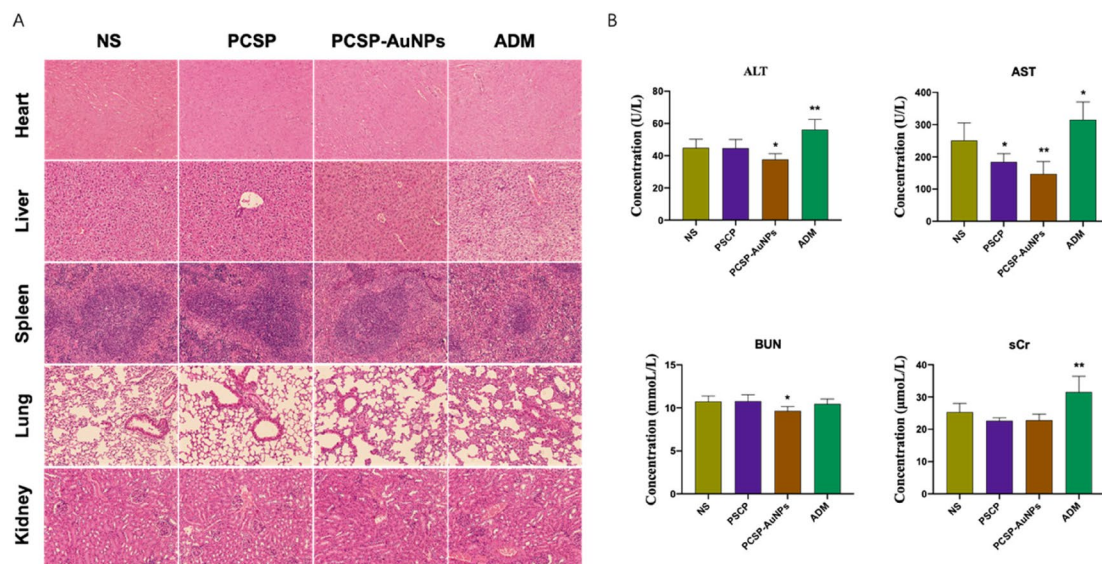 A
NS PCSP PCSP-AuNPs ADM
Heart
Liver
Spleen
Lung
Kidney
B
ALT
Concentration (U/L)
80
60
40
20
0
*
**
NS PSCP PCSP-AuNPs ADM
AST
Concentration (U/L)
400
300
200
100
0
*
**
*
NS PSCP PCSP-AuNPs ADM
BUN
Concentration (mmoL/L)
15
10
5
0
*
NS PSCP PCSP-AuNPs ADM
sCr
Concentration (μmoL/L)
40
30
20
10
0
**
NS PSCP PCSP-AuNPs ADM